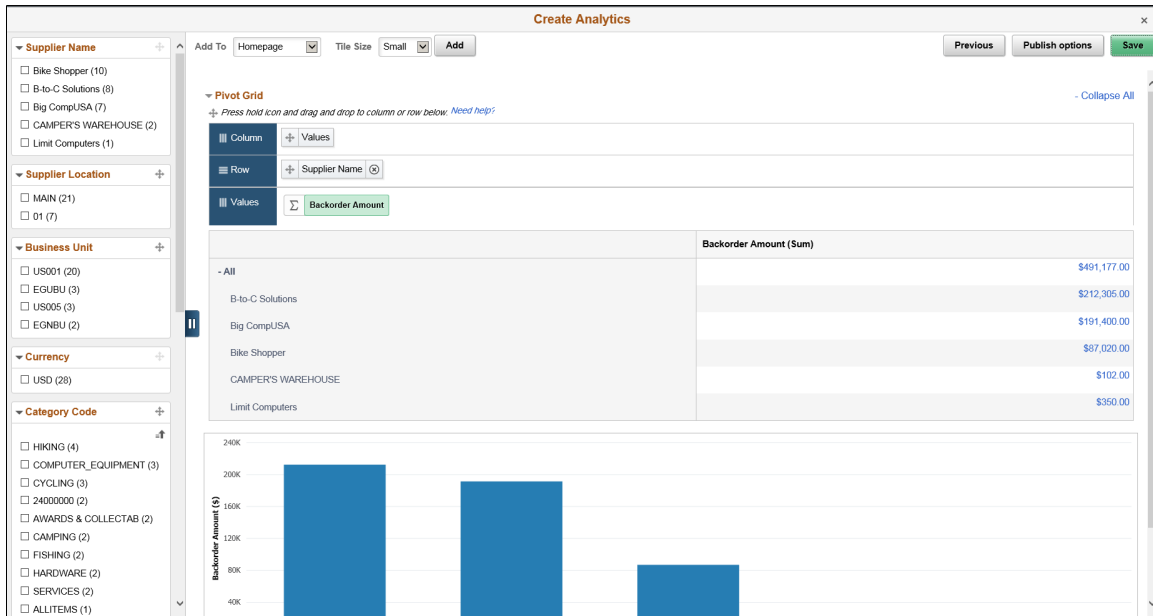 Create Analytics
×
Supplier Name
Bike Shopper (10)
B-to-C Solutions (8)
Big CompUSA (7)
CAMPER'S WAREHOUSE (2)
Limit Computers (1)
Supplier Location
MAIN (21)
01 (7)
Business Unit
US001 (20)
EGUBU (3)
US005 (3)
EGNBU (2)
Currency
USD (28)
Category Code
HIKING (4)
COMPUTER_EQUIPMENT (3)
CYCLING (3)
24000000 (2)
AWARDS & COLLECTAB (2)
CAMPING (2)
FISHING (2)
HARDWARE (2)
SERVICES (2)
ALLITEMS (1)
Add To Homepage Tile Size Small Add Previous Publish options Save
Pivot Grid - Collapse All
Press hold icon and drag and drop to column or row below. Need help?
Column Values
Row Supplier Name
Values Σ Backorder Amount
Backorder Amount (Sum)
- All $491,177.00
B-to-C Solutions $212,305.00
Big CompUSA $191,400.00
Bike Shopper $87,020.00
CAMPER'S WAREHOUSE $102.00
Limit Computers $350.00
Backorder Amount ($)
240K
200K
160K
120K
80K
40K